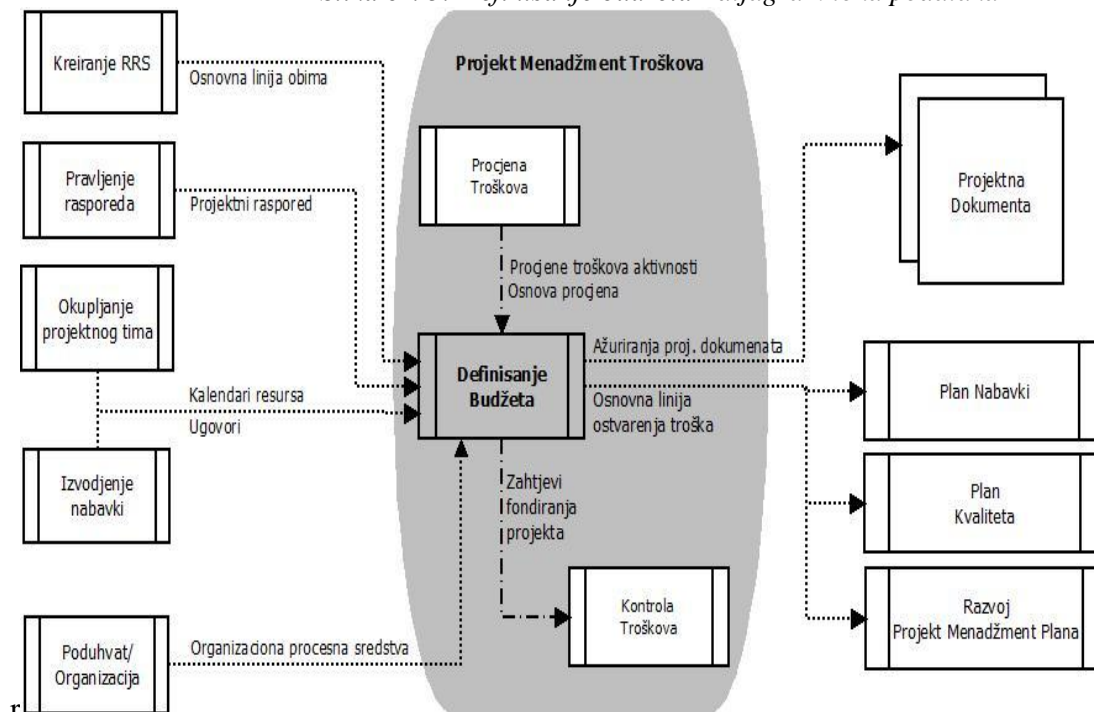 Kreiranje RRS
Osnovna linija obima
Projekt Menadžment Troškova
Pravljenje
rasporeda
Projektni raspored
Procjena
Troškova
Projektna
Dokumenta
Okupljanje
projektnog tima
Procjene troškova aktivnosti
Osnova procjena
Kalendari resursa
Ugovori
Definisanje
Budžeta
Ažuriranja proj. dokumenata
Osnovna linija
ostvarenja troška
Plan Nabavki
Izvodjenje
nabavki
Zahtjevi
fondiranja
projekta
Plan
Kvaliteta
Kontrola
Troškova
Razvoj
Projekt Menadžment Plana
Poduhvat/
Organizacija
Organizaciona procesna sredstva
r